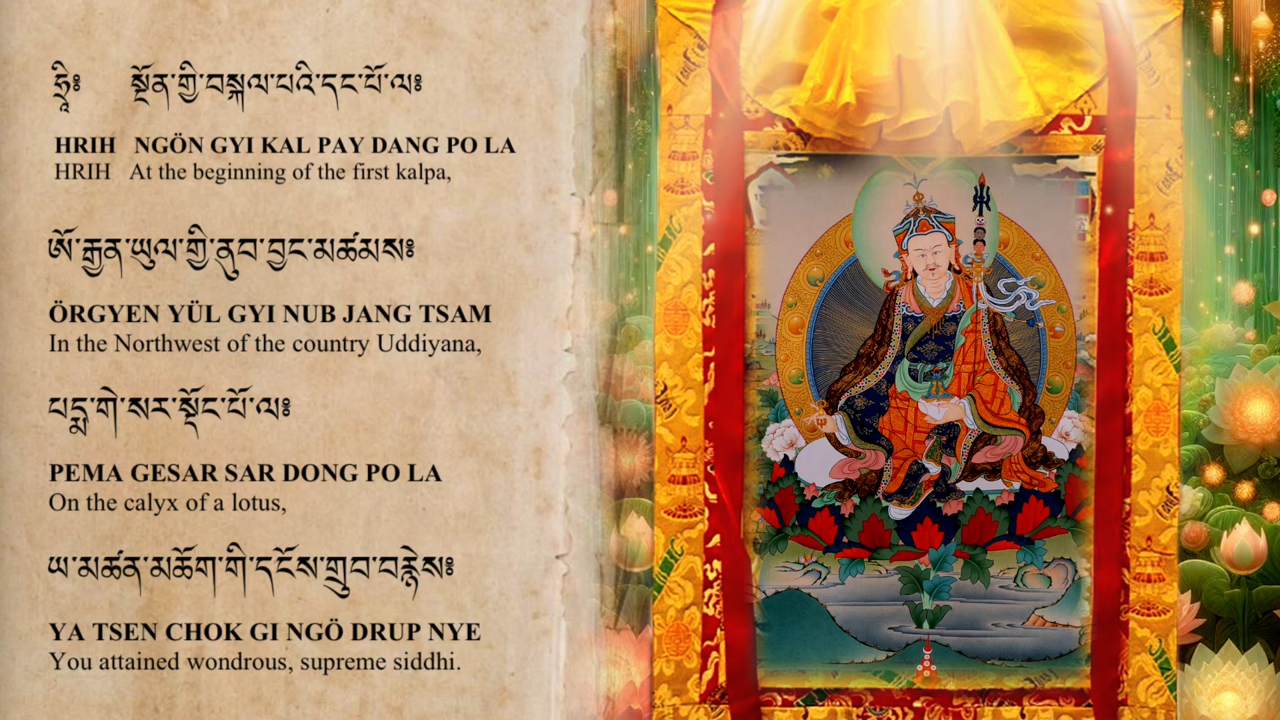 ཧྲཱིཿ སྔོན་གྱི་བསྐལ་པའི་དང་པོ་ལ༔
HRIH NGÖN GYI KAL PAY DANG PO LA
HRIH At the beginning of the first kalpa,
ཨོ་རྒྱན་ཡུལ་གྱི་ནུབ་བྱང་མཚམས༔
ÖRGYEN YÜL GYI NUB JANG TSAM
In the Northwest of the country Uddiyana,
པདྨ་གེ་སར་སྡོང་པོ་ལ༔
PEMA GESAR SAR DONG PO LA
On the calyx of a lotus,
ཡ་མཚན་མཆོག་གི་དངོས་གྲུབ་བརྙེས༔
YA TSEN CHOK GI NGÖ DRUP NYE
You attained wondrous, supreme siddhi.